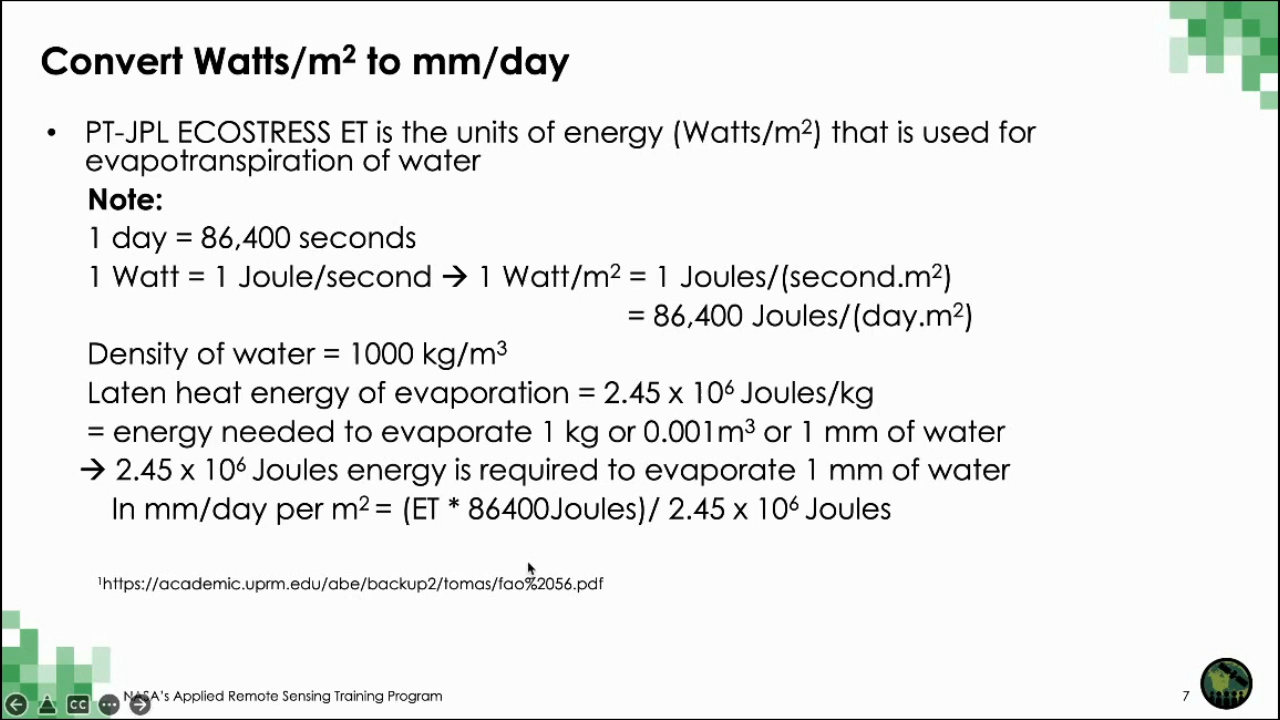 Convert Watts/m² to mm/day
• PT-JPL ECOSTRESS ET is the units of energy (Watts/m²) that is used for
evapotranspiration of water
Note:
1 day = 86,400 seconds
1 Watt = 1 Joule/second → 1 Watt/m² = 1 Joules/(second.m²)
= 86,400 Joules/(day.m²)
Density of water = 1000 kg/m³
Laten heat energy of evaporation = 2.45 x 10⁶ Joules/kg
= energy needed to evaporate 1 kg or 0.001m³ or 1 mm of water
→ 2.45 x 10⁶ Joules energy is required to evaporate 1 mm of water
In mm/day per m² = (ET * 86400Joules)/ 2.45 x 10⁶ Joules
¹https://academic.uprm.edu/abe/backup2/tomas/fao%2056.pdf
CC
NASA's Applied Remote Sensing Training Program
7